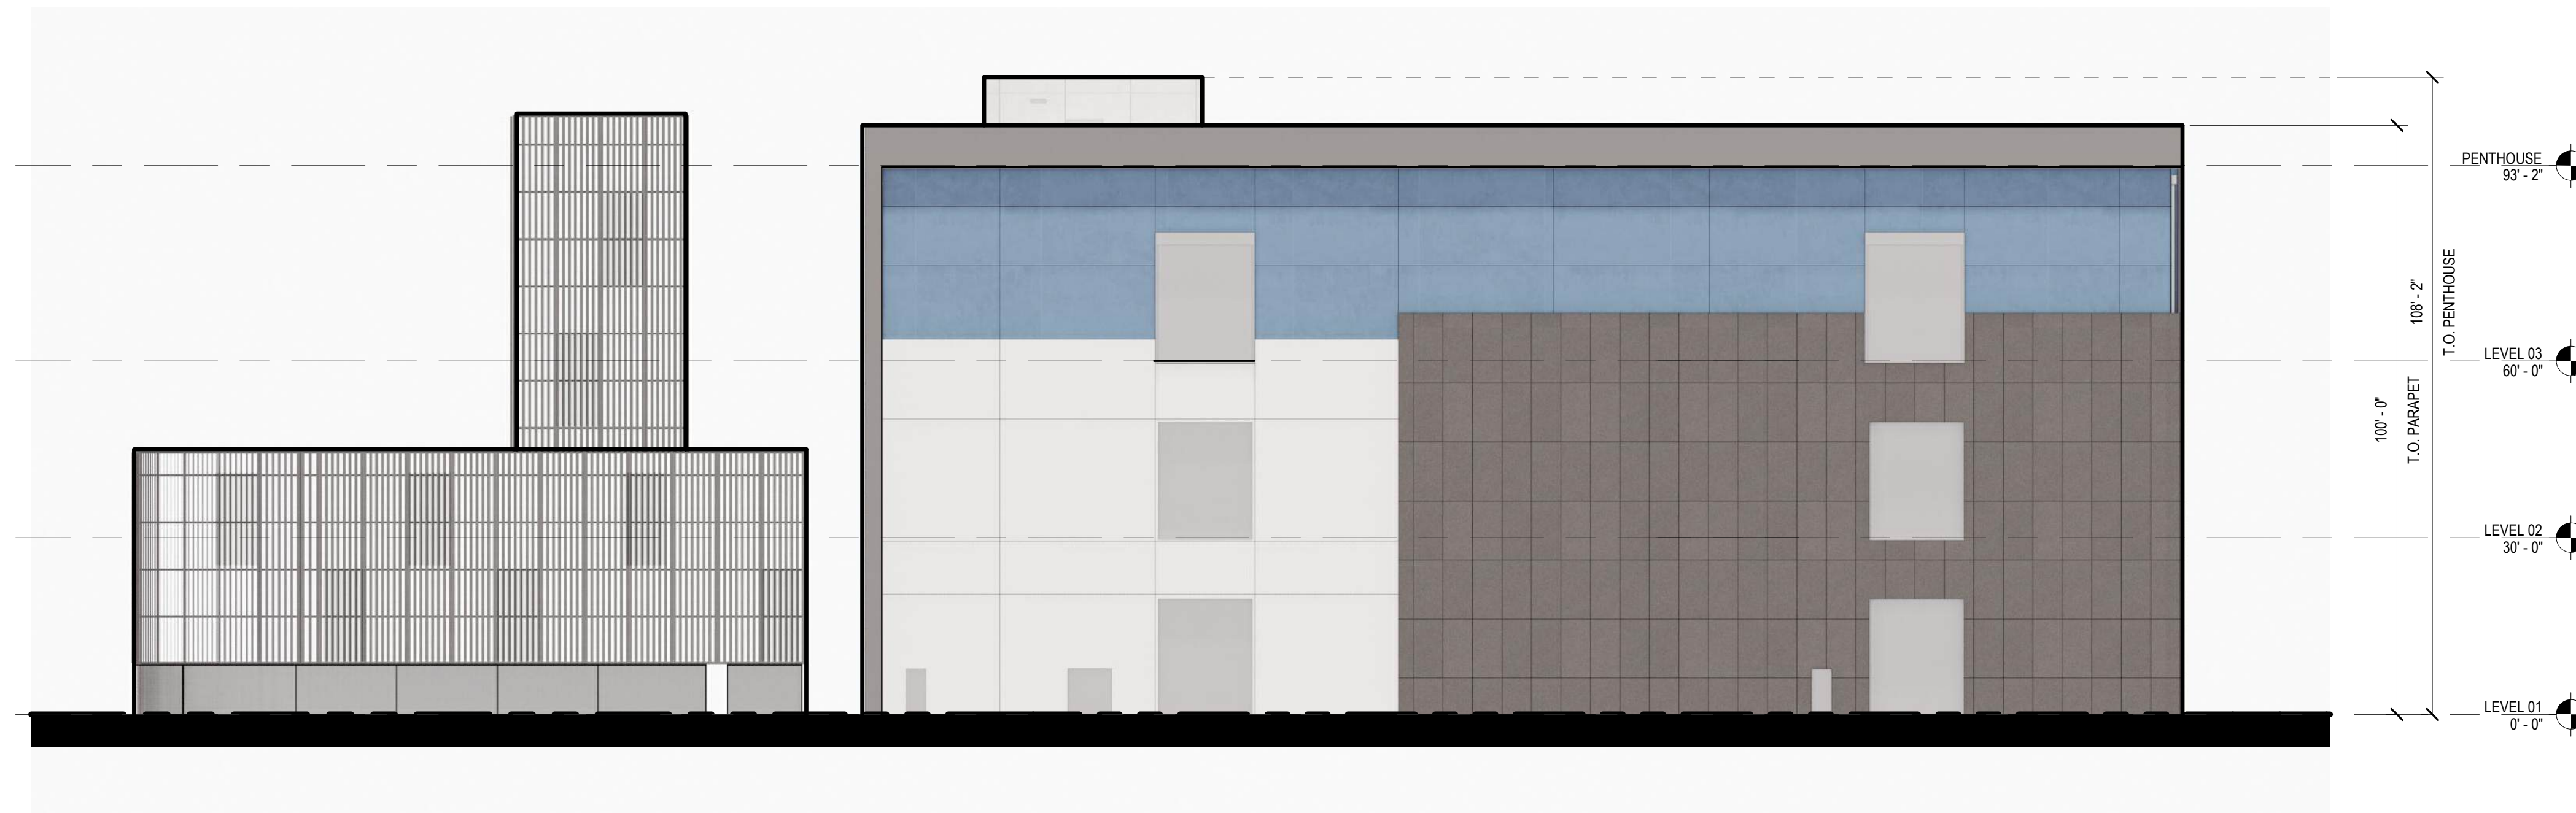 PENTHOUSE
93' - 2"
T.O. PENTHOUSE
108' - 2"
LEVEL 03
60' - 0"
T.O. PARAPET
100' - 0"
LEVEL 02
30' - 0"
LEVEL 01
0' - 0"